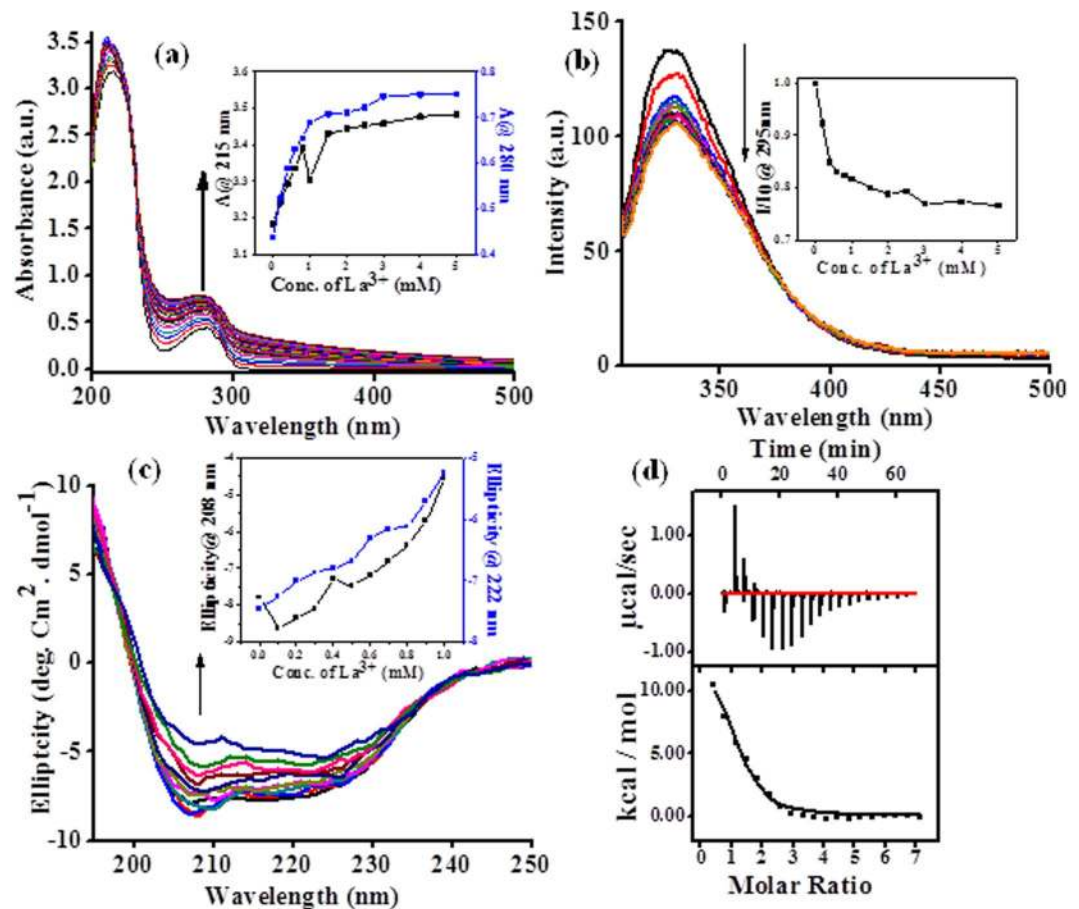 (a)
Absorbance (a.u.)
3.5
3.0
2.5
2.0
1.5
1.0
0.5
0.0
200
300
400
500
Wavelength (nm)
A@ 215 nm
3.6
3.5
3.4
3.3
3.2
3.1
0.8
0.7
0.6
0.5
0.4
A@ 280 nm
0 1 2 3 4 5
Conc. of La3+ (mM)
(b)
Intensity (a.u.)
150
100
50
0
350
400
450
500
Wavelength (nm)
I/I0 @ 295nm
1.0
0.9
0.8
0.7
0 1 2 3 4 5
Conc. of La3+ (mM)
(c)
Elliptcity (deg. Cm2. dmol-1)
10
5
0
-5
-10
200 210 220 230 240 250
Wavelength (nm)
Ellipticity@ 208 nm
-4
-5
-6
-7
-8
-9
-5
-6
-7
-8
Ellipticity @ 222 nm
0.0 0.2 0.4 0.6 0.8 1.0
Conc. of La3+ (mM)
Time (min)
(d)
0 20 40 60
µcal/sec
1.00
0.00
-1.00
kcal / mol
10.00
5.00
0.00
0 1 2 3 4 5 6 7
Molar Ratio